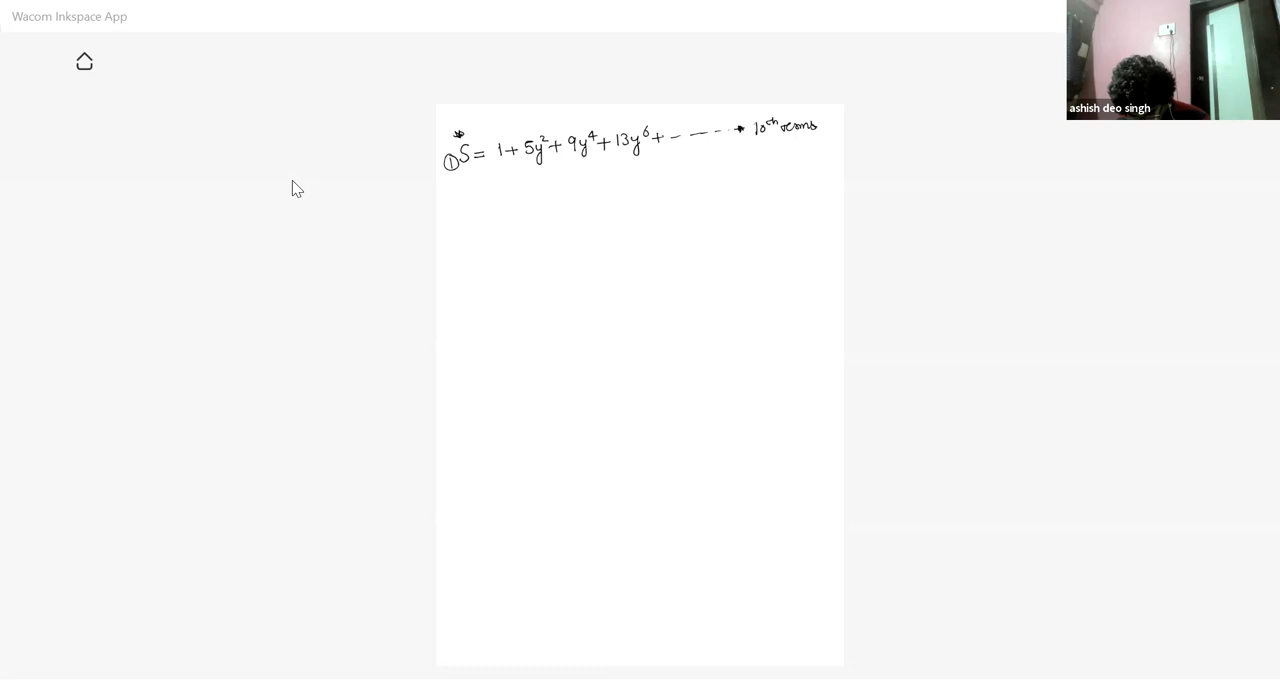 Wacom Inkspace App
ashish deo singh
① S = 1 + 5y² + 9y⁴ + 13y⁶ + - — - - · 10ᵗʰ terms